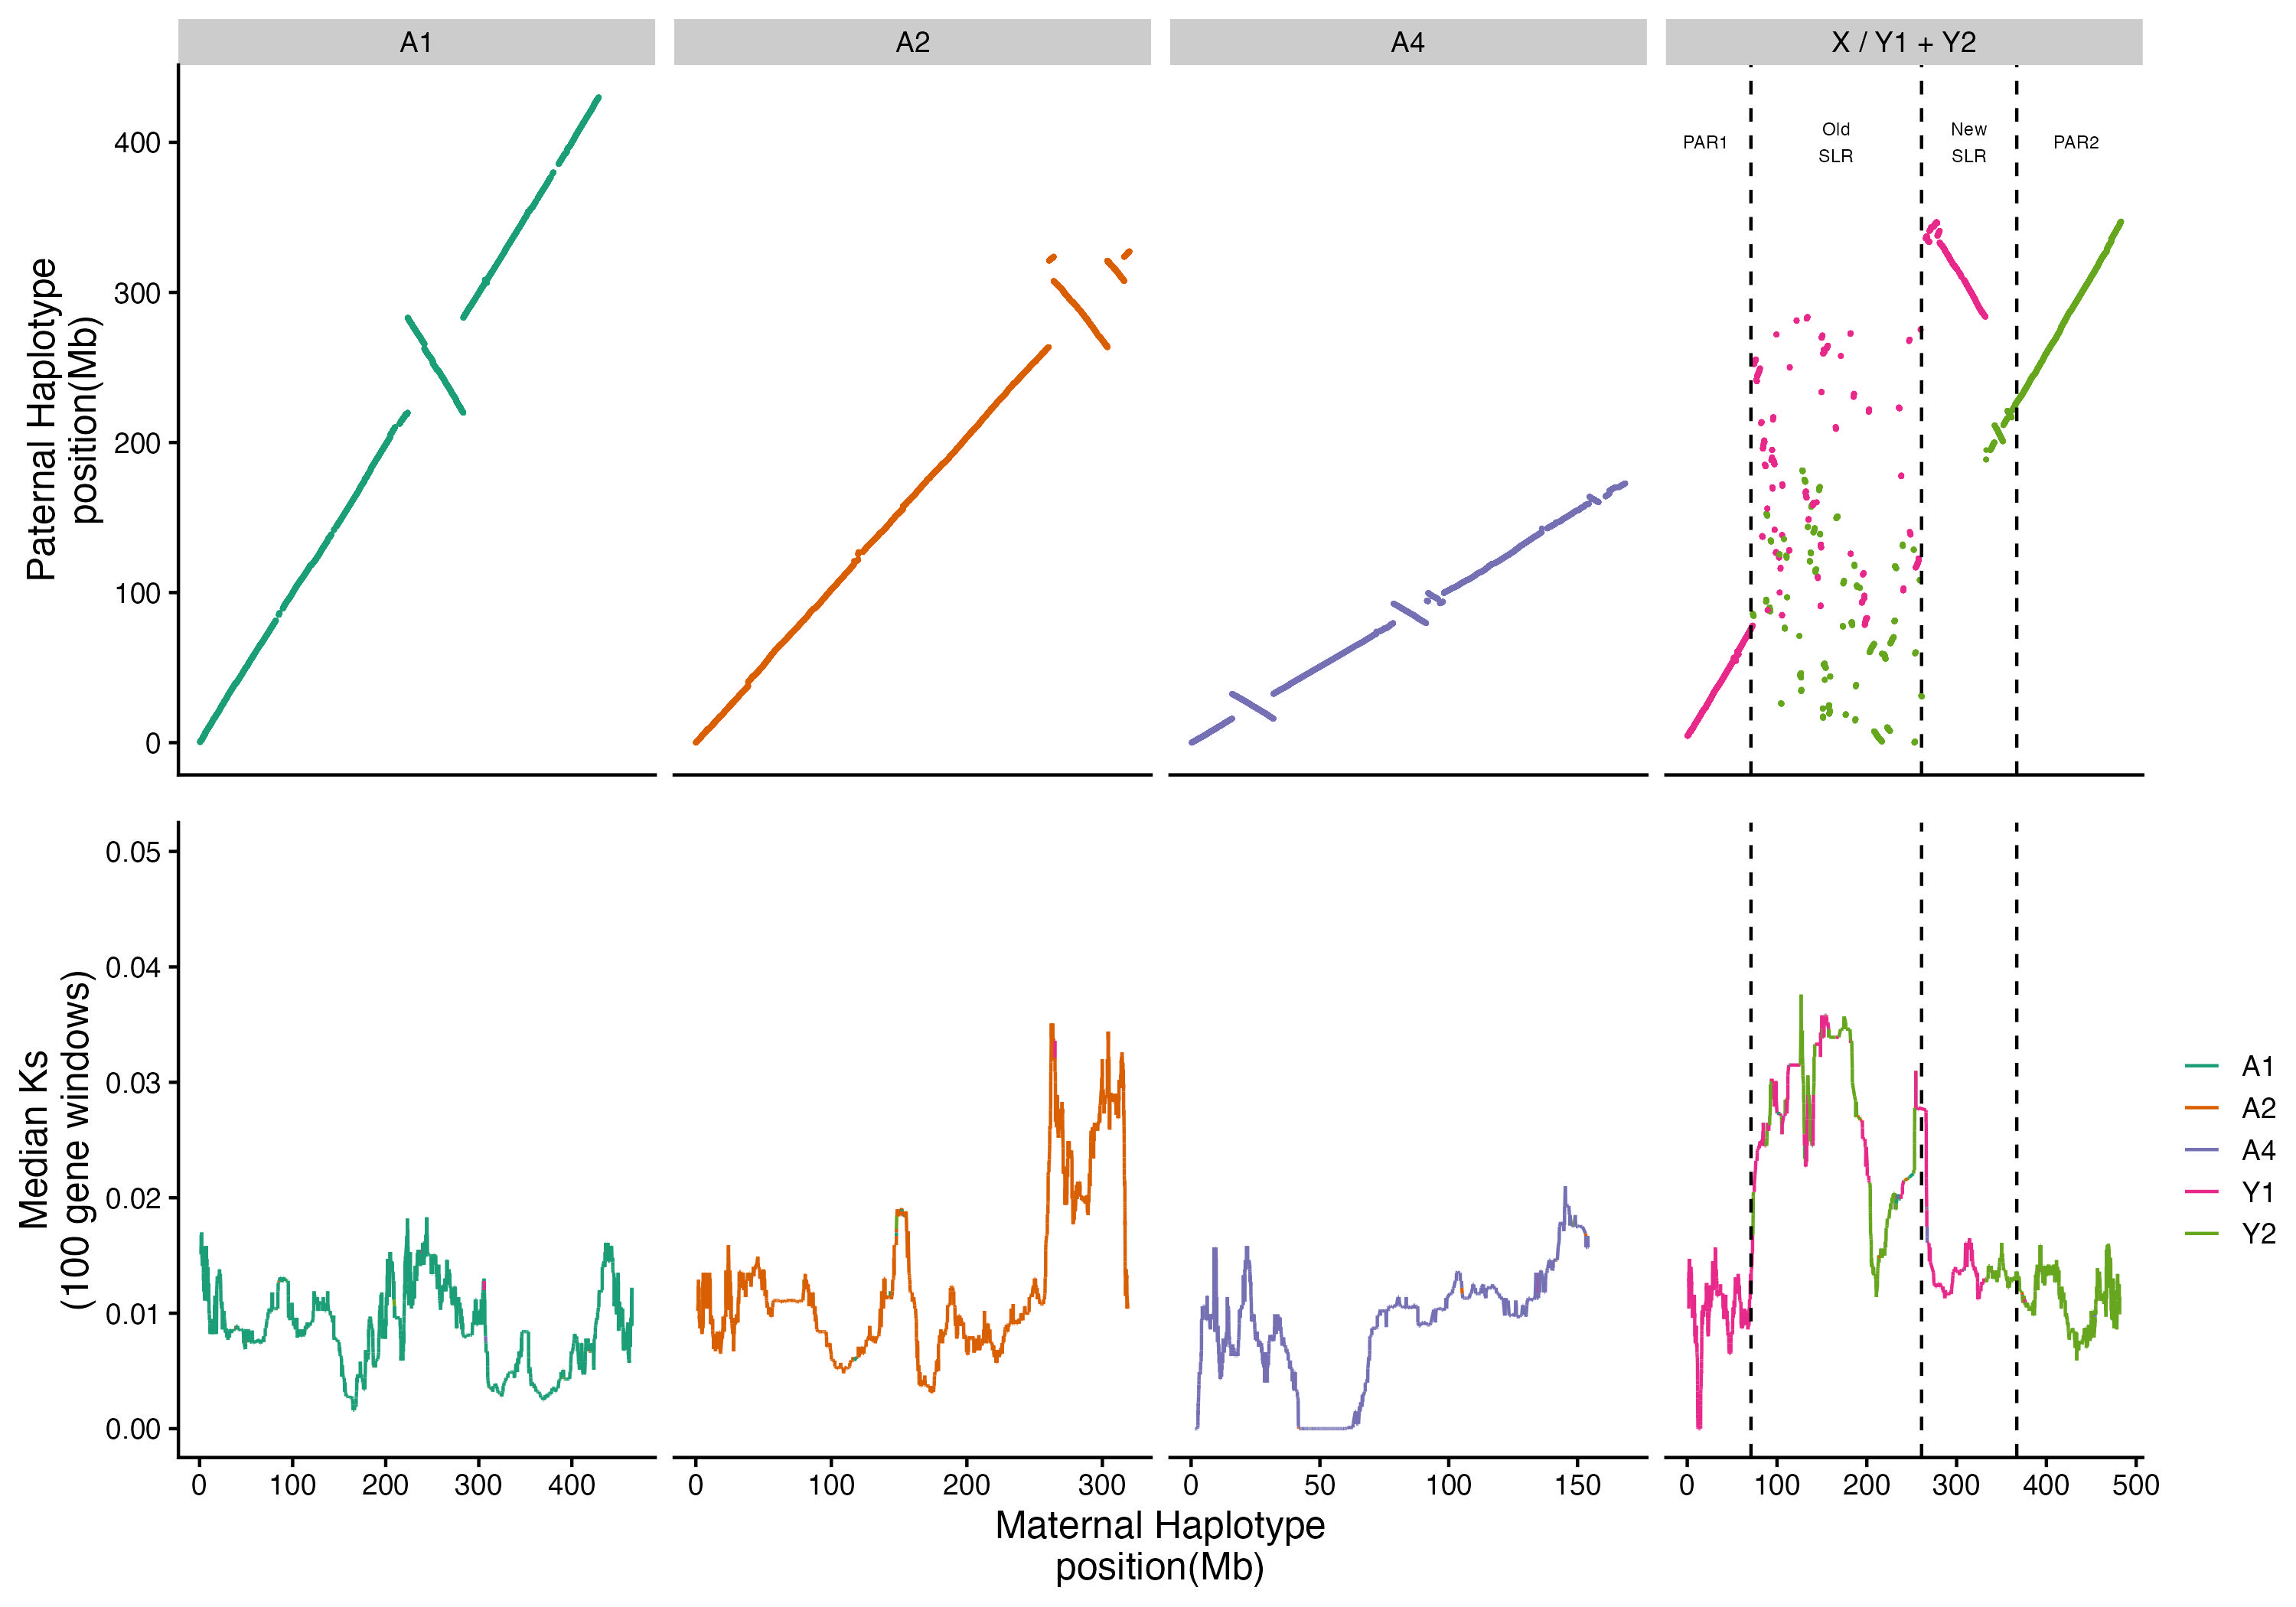 A1
A2
A4
X / Y1 + Y2
Paternal Haplotype
position(Mb)
400
300
200
100
0
PAR1
Old
SLR
New
SLR
PAR2
Median Ks
(100 gene windows)
0.05
0.04
0.03
0.02
0.01
0.00
0 100 200 300 400
0 100 200 300
0 50 100 150
0 100 200 300 400 500
Maternal Haplotype
position(Mb)
A1
A2
A4
Y1
Y2